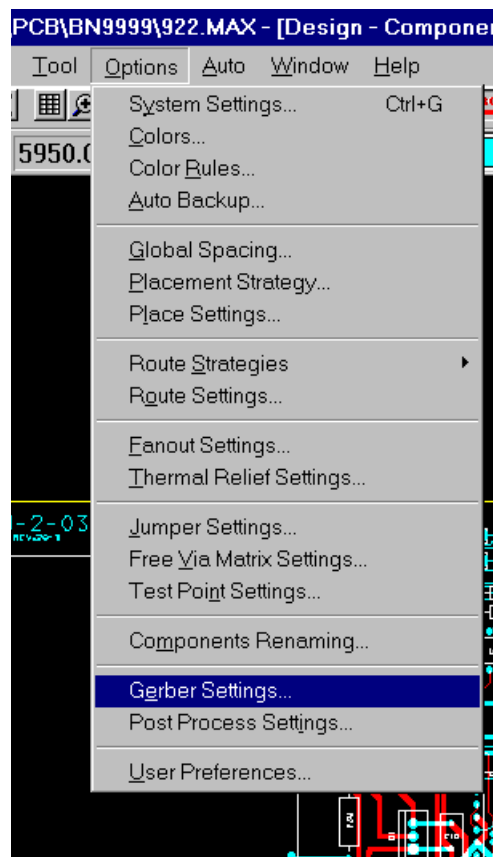 PCB\BN9999\922.MAX - [Design - Compone
Tool Options Auto Window Help
System Settings... Ctrl+G
5950.0
Colors...
Color Rules...
Auto Backup...
Global Spacing...
Placement Strategy...
Place Settings...
Route Strategies
Route Settings...
Fanout Settings...
Thermal Relief Settings...
-2-03
Jumper Settings...
Free Via Matrix Settings...
Test Point Settings...
Components Renaming...
Gerber Settings...
Post Process Settings...
User Preferences...